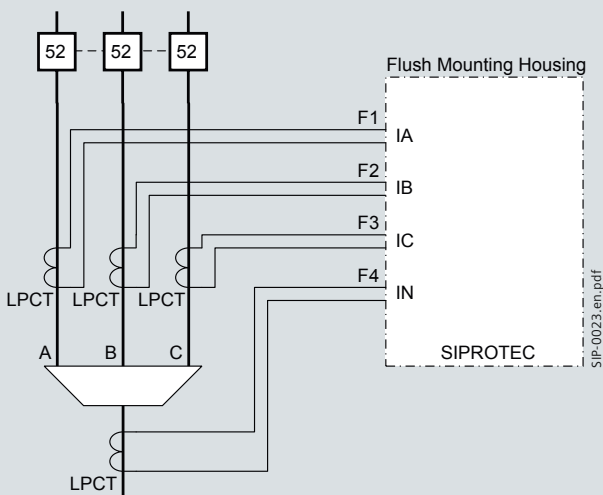 52 52 52
Flush Mounting Housing
F1
IA
F2
IB
F3
IC
F4
IN
LPCT LPCT LPCT
A B C
SIPROTEC
LPCT
SIP-0023.en.pdf